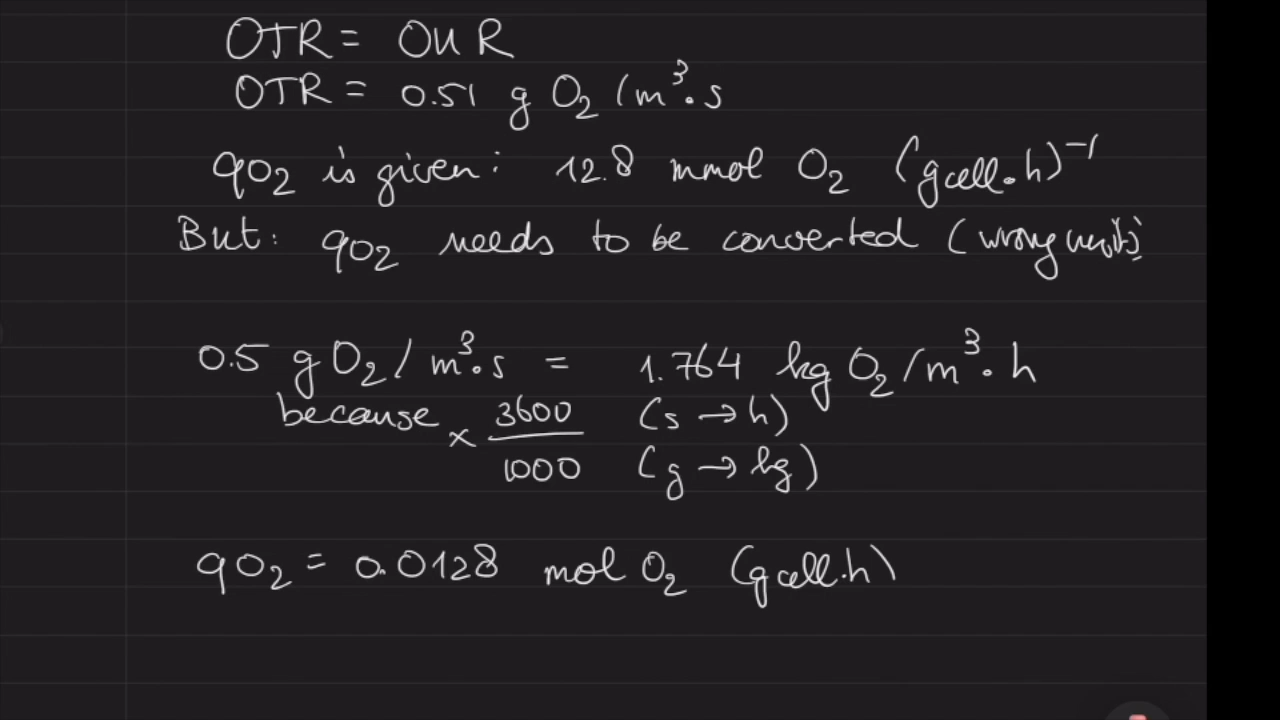 OTR = OUR
OTR = 0.51 g O₂ /m³.s
qO₂ is given: 12.8 mmol O₂ (gcell.h)⁻¹
But: qO₂ needs to be converted (wrong units)
0.5 g O₂/m³.s = 1.764 kg O₂/m³.h
because × 3600 (s → h)
1000 (g → kg)
qO₂ = 0.0128 mol O₂ (gcell.h)